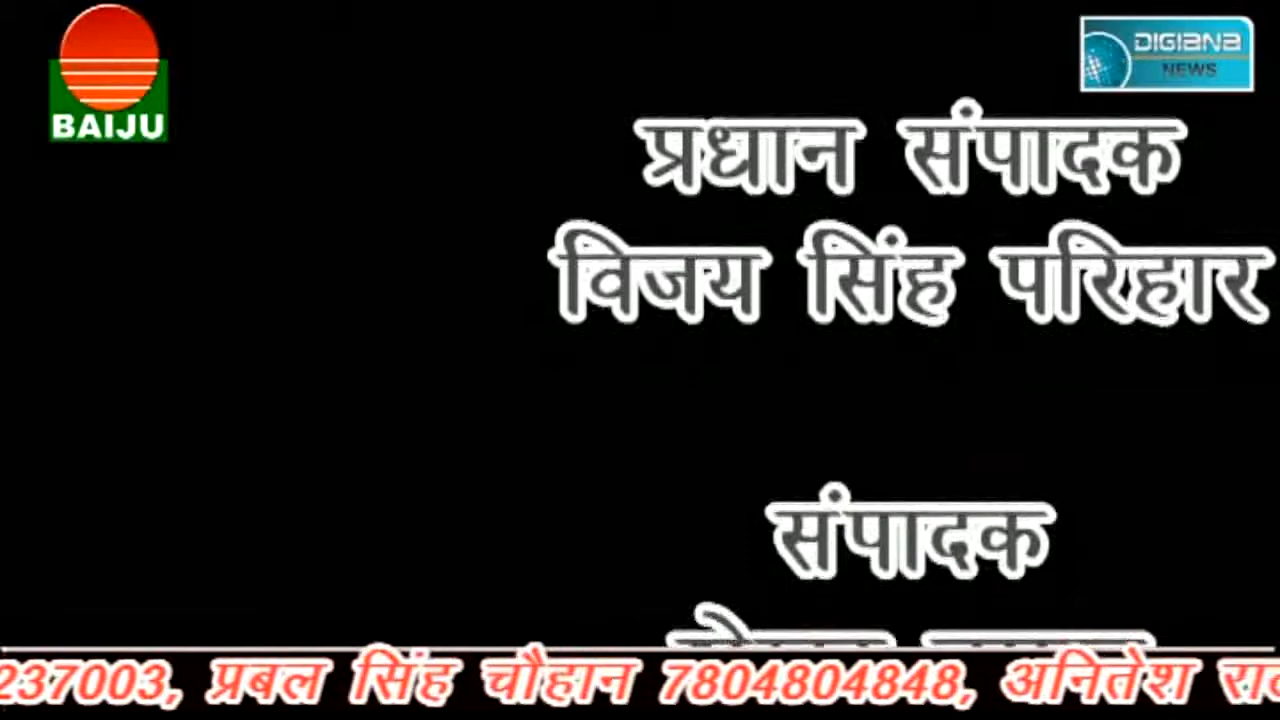 BAIJU
DIGIANA
NEWS
प्रधान संपादक
विजय सिंह परिहार
संपादक
237003, प्रबल सिंह चौहान 7804804848, अनितेश